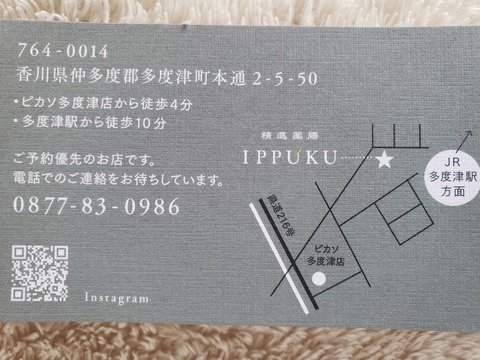 764-0014
香川県仲多度郡多度津町本通 2-5-50
・ピカソ多度津店から徒歩4分
・多度津駅から徒歩10分
ご予約優先のお店です。
電話でのご連絡をお待ちしています。
0877-83-0986
Instagram
精進薬膳
IPPUKU
JR
多度津駅
方面
県道216号
ピカソ
多度津店